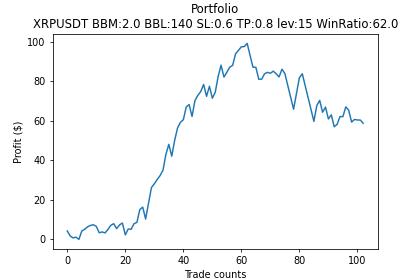 Portfolio
XRPUSDT BBM:2.0 BBL:140 SL:0.6 TP:0.8 lev:15 WinRatio:62.0
100
80
60
40
20
0
Profit ($)
0 20 40 60 80 100
Trade counts